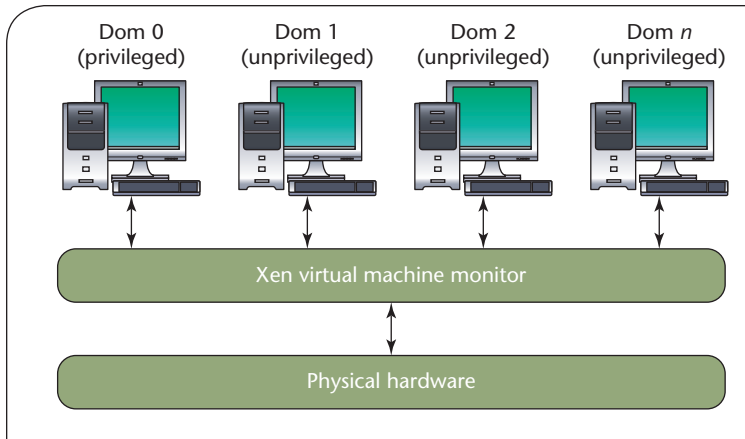 Dom 0
(privileged)
Dom 1
(unprivileged)
Dom 2
(unprivileged)
Dom n
(unprivileged)
Xen virtual machine monitor
Physical hardware